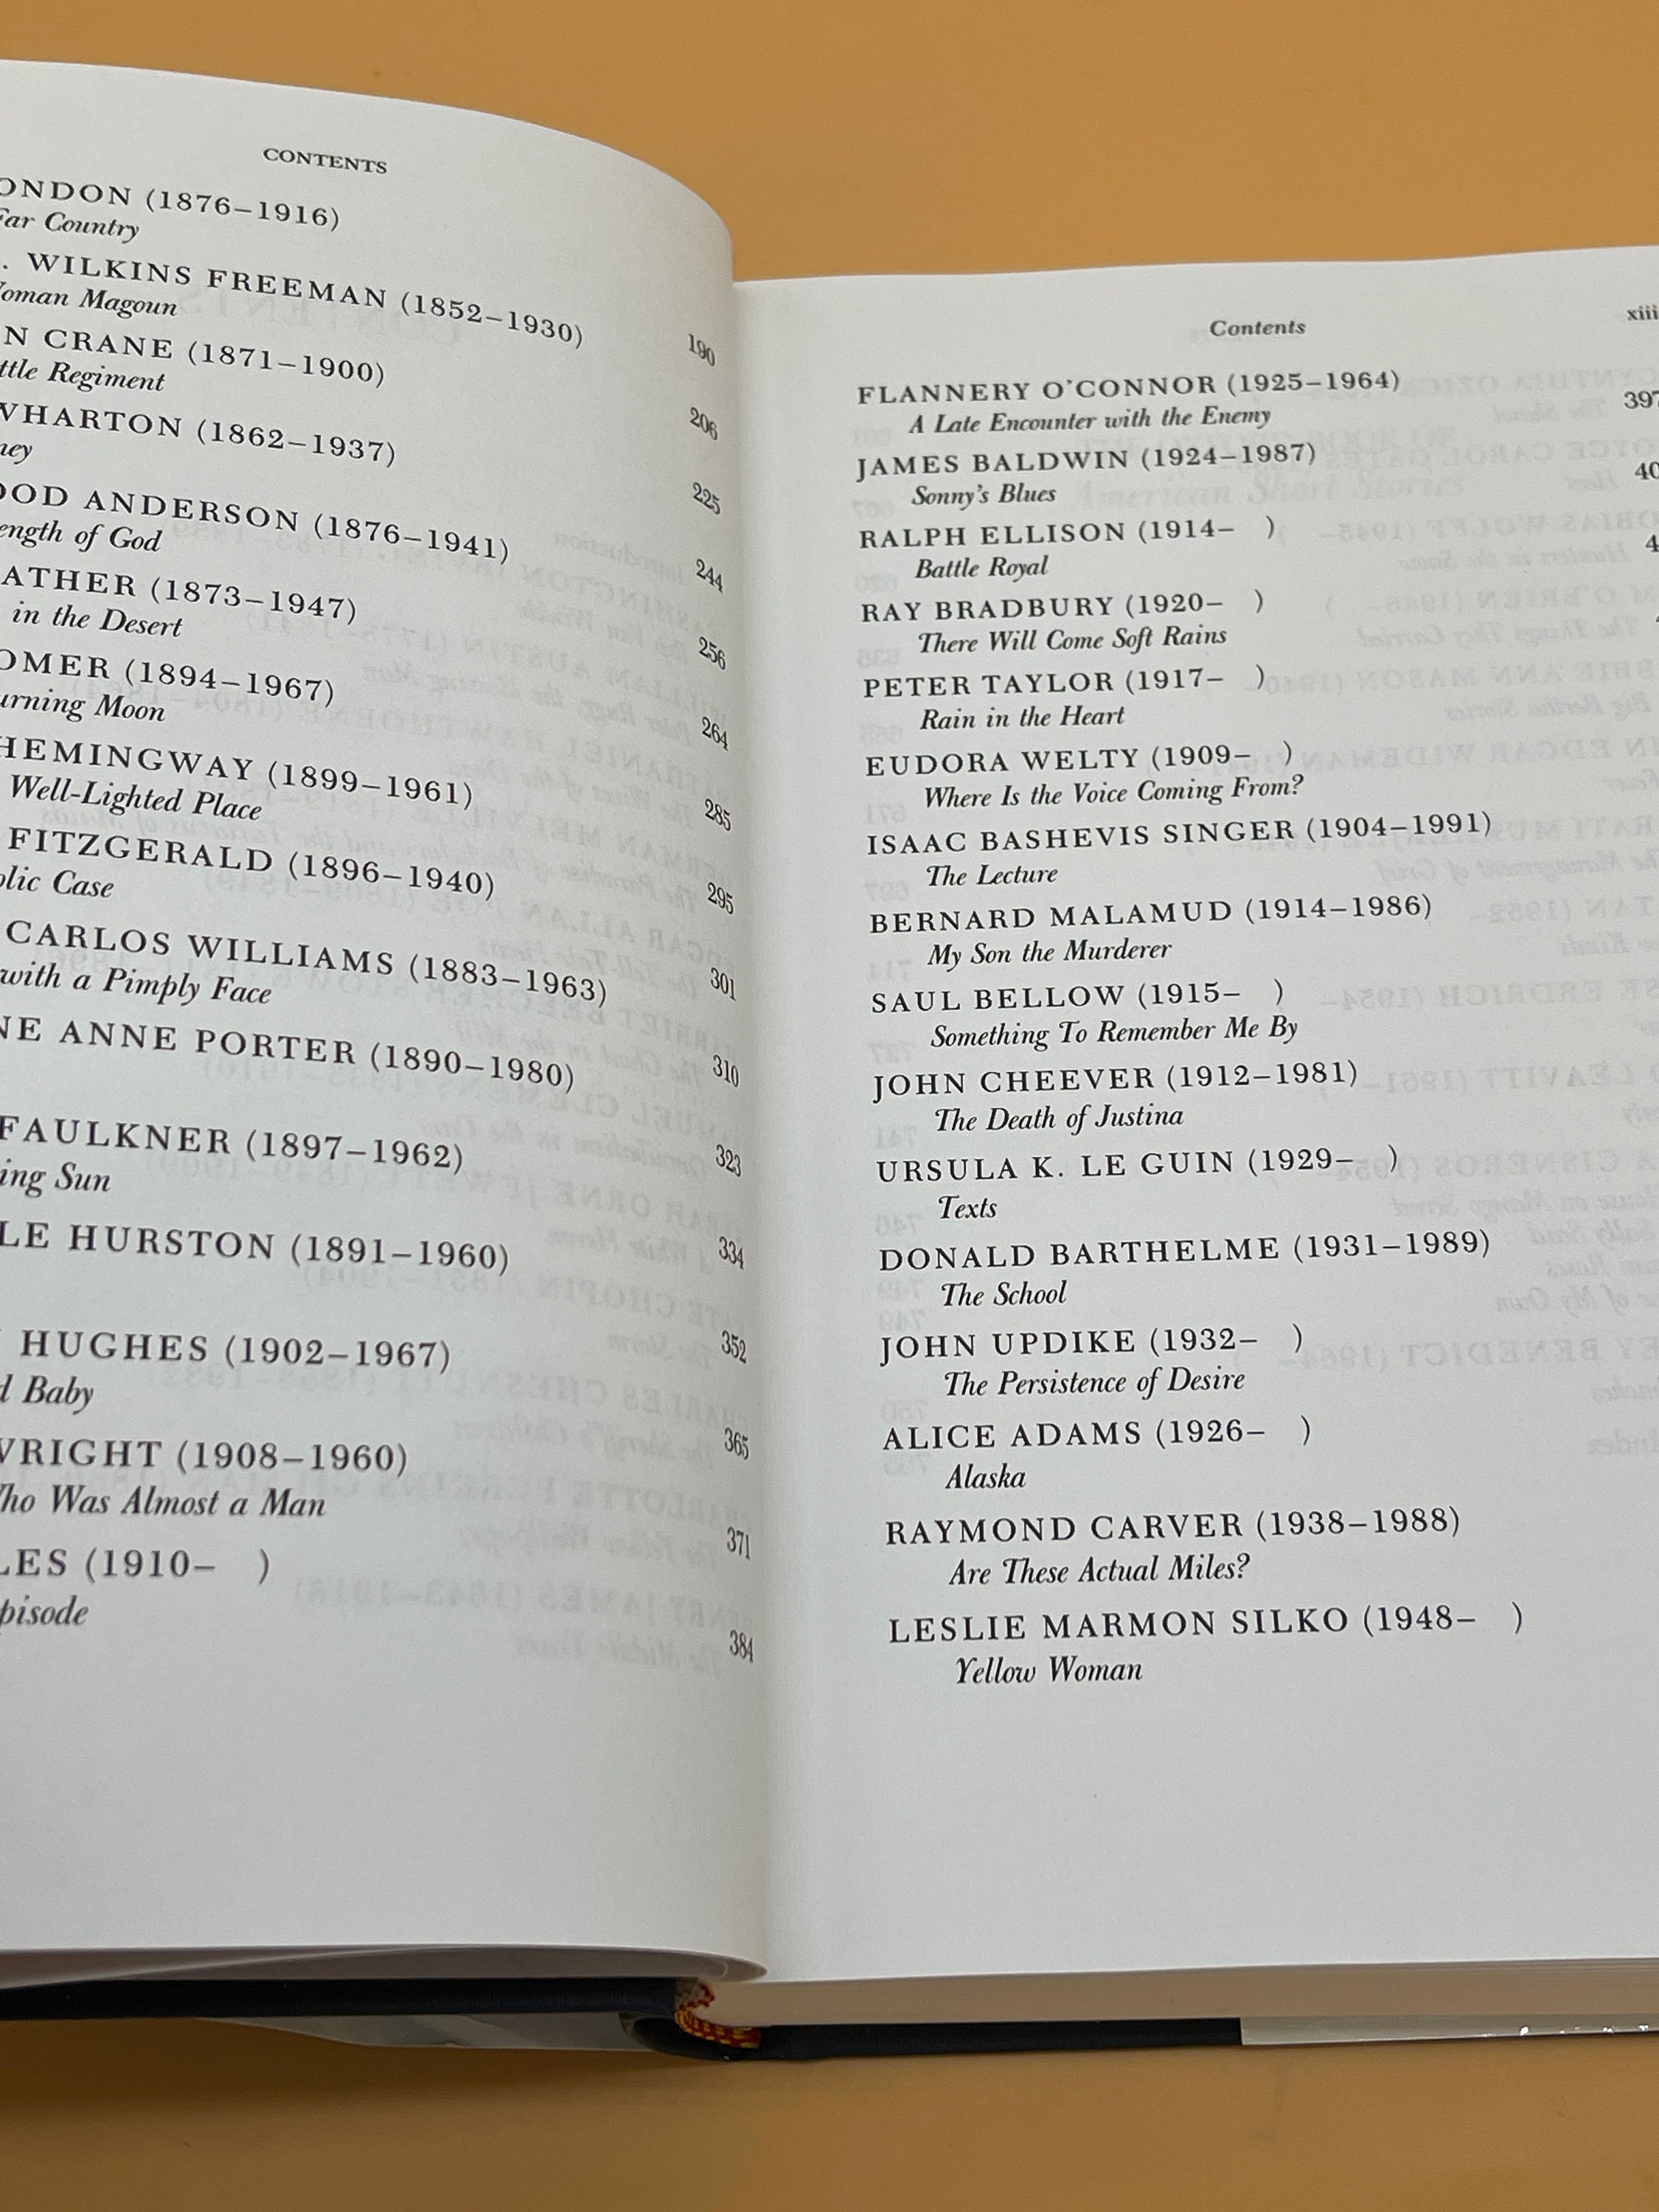 CONTENTS
ONDON (1876–1916)
Far Country
190
. WILKINS FREEMAN (1852–1930)
Woman Magoun
206
N CRANE (1871–1900)
ttle Regiment
225
WHARTON (1862–1937)
ney
244
OOD ANDERSON (1876–1941)
ength of God
256
ATHER (1873–1947)
in the Desert
264
OMER (1894–1967)
urning Moon
285
HEMINGWAY (1899–1961)
Well-Lighted Place
295
FITZGERALD (1896–1940)
olic Case
301
CARLOS WILLIAMS (1883–1963)
with a Pimply Face
310
NE ANNE PORTER (1890–1980)
323
FAULKNER (1897–1962)
ing Sun
334
LE HURSTON (1891–1960)
352
HUGHES (1902–1967)
d Baby
365
WRIGHT (1908–1960)
Who Was Almost a Man
371
LES (1910– )
pisode
384
Contents
xiii
FLANNERY O'CONNOR (1925–1964)
A Late Encounter with the Enemy
397
JAMES BALDWIN (1924–1987)
Sonny's Blues
40
RALPH ELLISON (1914– )
Battle Royal
4
RAY BRADBURY (1920– )
There Will Come Soft Rains
PETER TAYLOR (1917– )
Rain in the Heart
EUDORA WELTY (1909– )
Where Is the Voice Coming From?
ISAAC BASHEVIS SINGER (1904–1991)
The Lecture
BERNARD MALAMUD (1914–1986)
My Son the Murderer
SAUL BELLOW (1915– )
Something To Remember Me By
JOHN CHEEVER (1912–1981)
The Death of Justina
URSULA K. LE GUIN (1929– )
Texts
DONALD BARTHELME (1931–1989)
The School
JOHN UPDIKE (1932– )
The Persistence of Desire
ALICE ADAMS (1926– )
Alaska
RAYMOND CARVER (1938–1988)
Are These Actual Miles?
LESLIE MARMON SILKO (1948– )
Yellow Woman